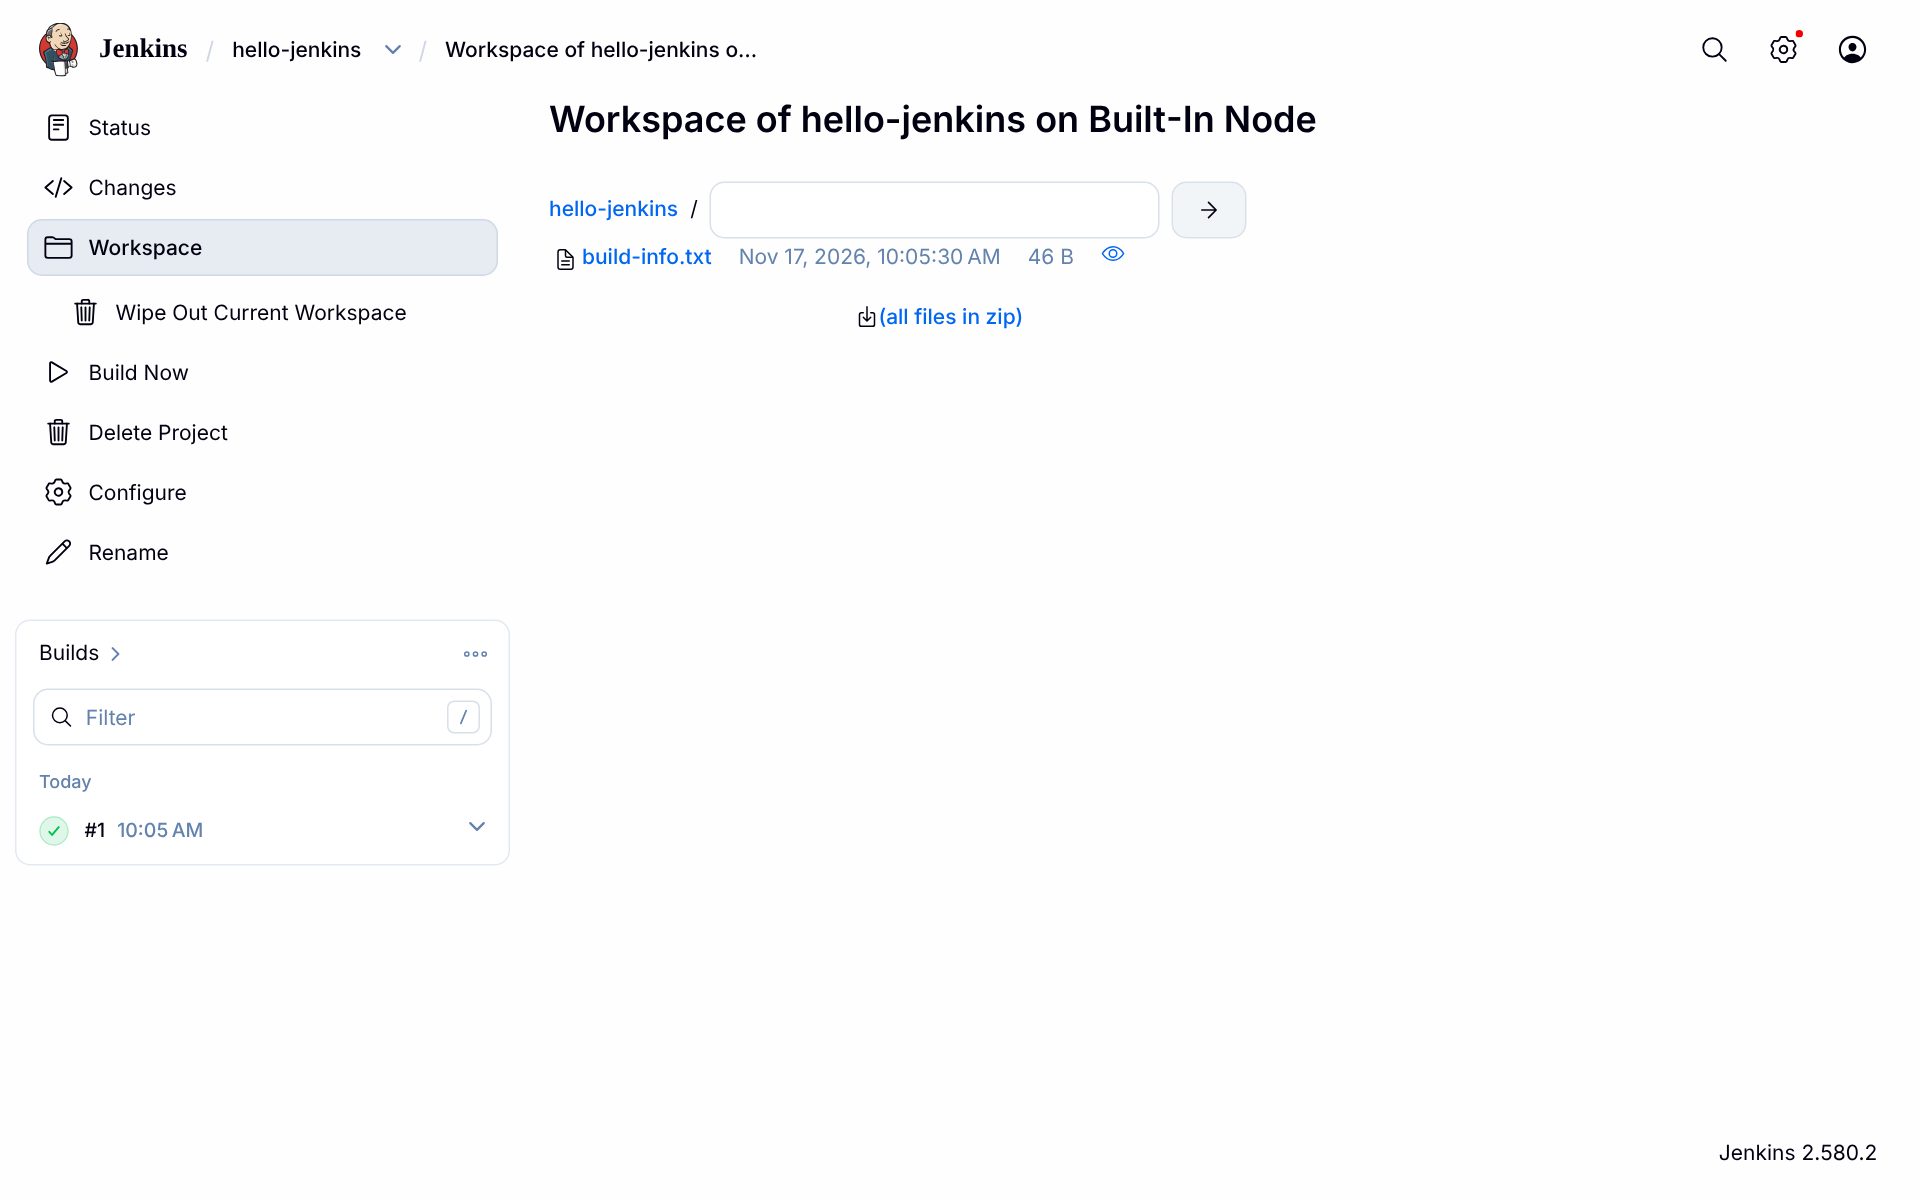 Jenkins / hello-jenkins / Workspace of hello-jenkins o...
Status
Changes
Workspace
Wipe Out Current Workspace
Build Now
Delete Project
Configure
Rename
Builds
Filter /
Today
#1 10:05 AM
Workspace of hello-jenkins on Built-In Node
hello-jenkins /
build-info.txt Nov 17, 2026, 10:05:30 AM 46 B
(all files in zip)
Jenkins 2.580.2